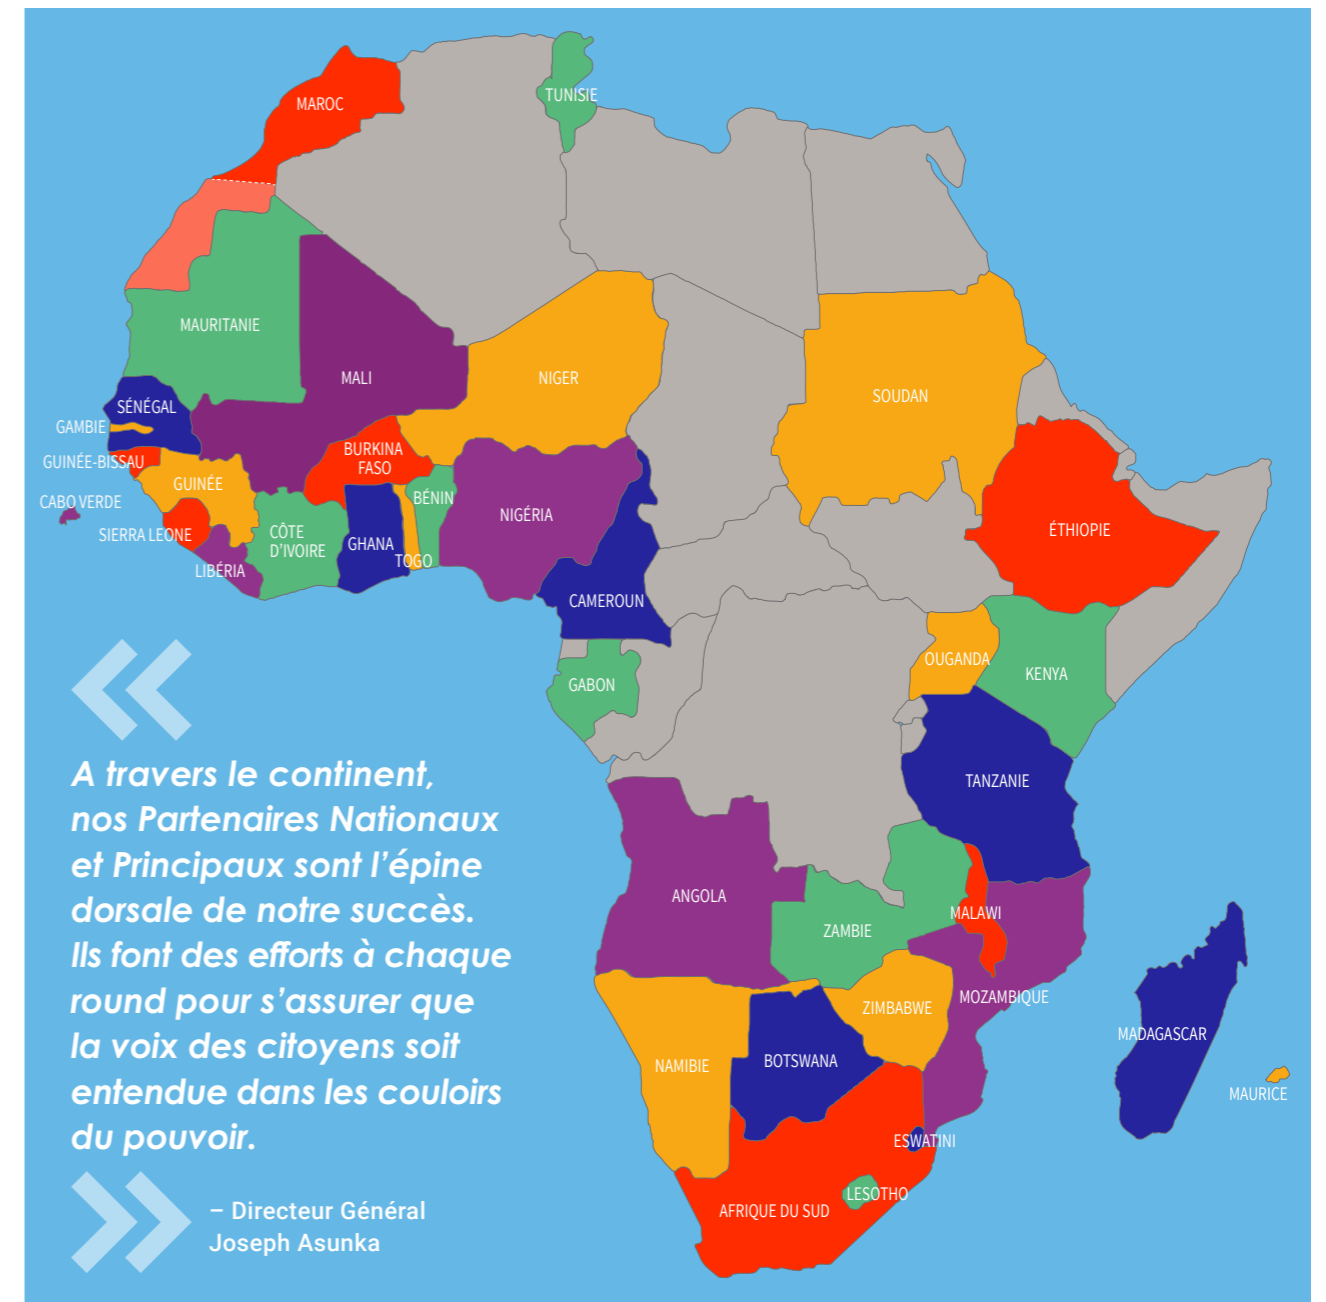 TUNISIE
MAROC
MAURITANIE
MALI
NIGER
SOUDAN
SÉNÉGAL
GAMBIE
BURKINA
FASO
GUINÉE-BISSAU
GUINÉE
BÉNIN
CABO VERDE
NIGÉRIA
SIERRA LEONE
CÔTE
D'IVOIRE
GHANA
ÉTHIOPIE
TOGO
LIBÉRIA
CAMEROUN
OUGANDA
KENYA
GABON
TANZANIE
ANGOLA
MALAWI
ZAMBIE
MOZAMBIQUE
ZIMBABWE
MADAGASCAR
NAMIBIE
BOTSWANA
MAURICE
ESWATINI
LESOTHO
AFRIQUE DU SUD
«
A travers le continent,
nos Partenaires Nationaux
et Principaux sont l'épine
dorsale de notre succès.
Ils font des efforts à chaque
round pour s'assurer que
la voix des citoyens soit
entendue dans les couloirs
du pouvoir.
»
– Directeur Général
Joseph Asunka